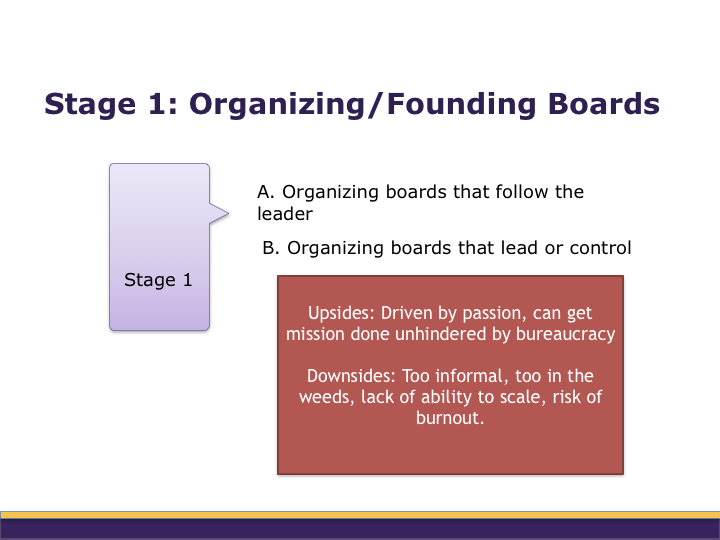 Stage 1: Organizing/Founding Boards
Stage 1
A. Organizing boards that follow the
leader
B. Organizing boards that lead or control
Upsides: Driven by passion, can get
mission done unhindered by bureaucracy
Downsides: Too informal, too in the
weeds, lack of ability to scale, risk of
burnout.